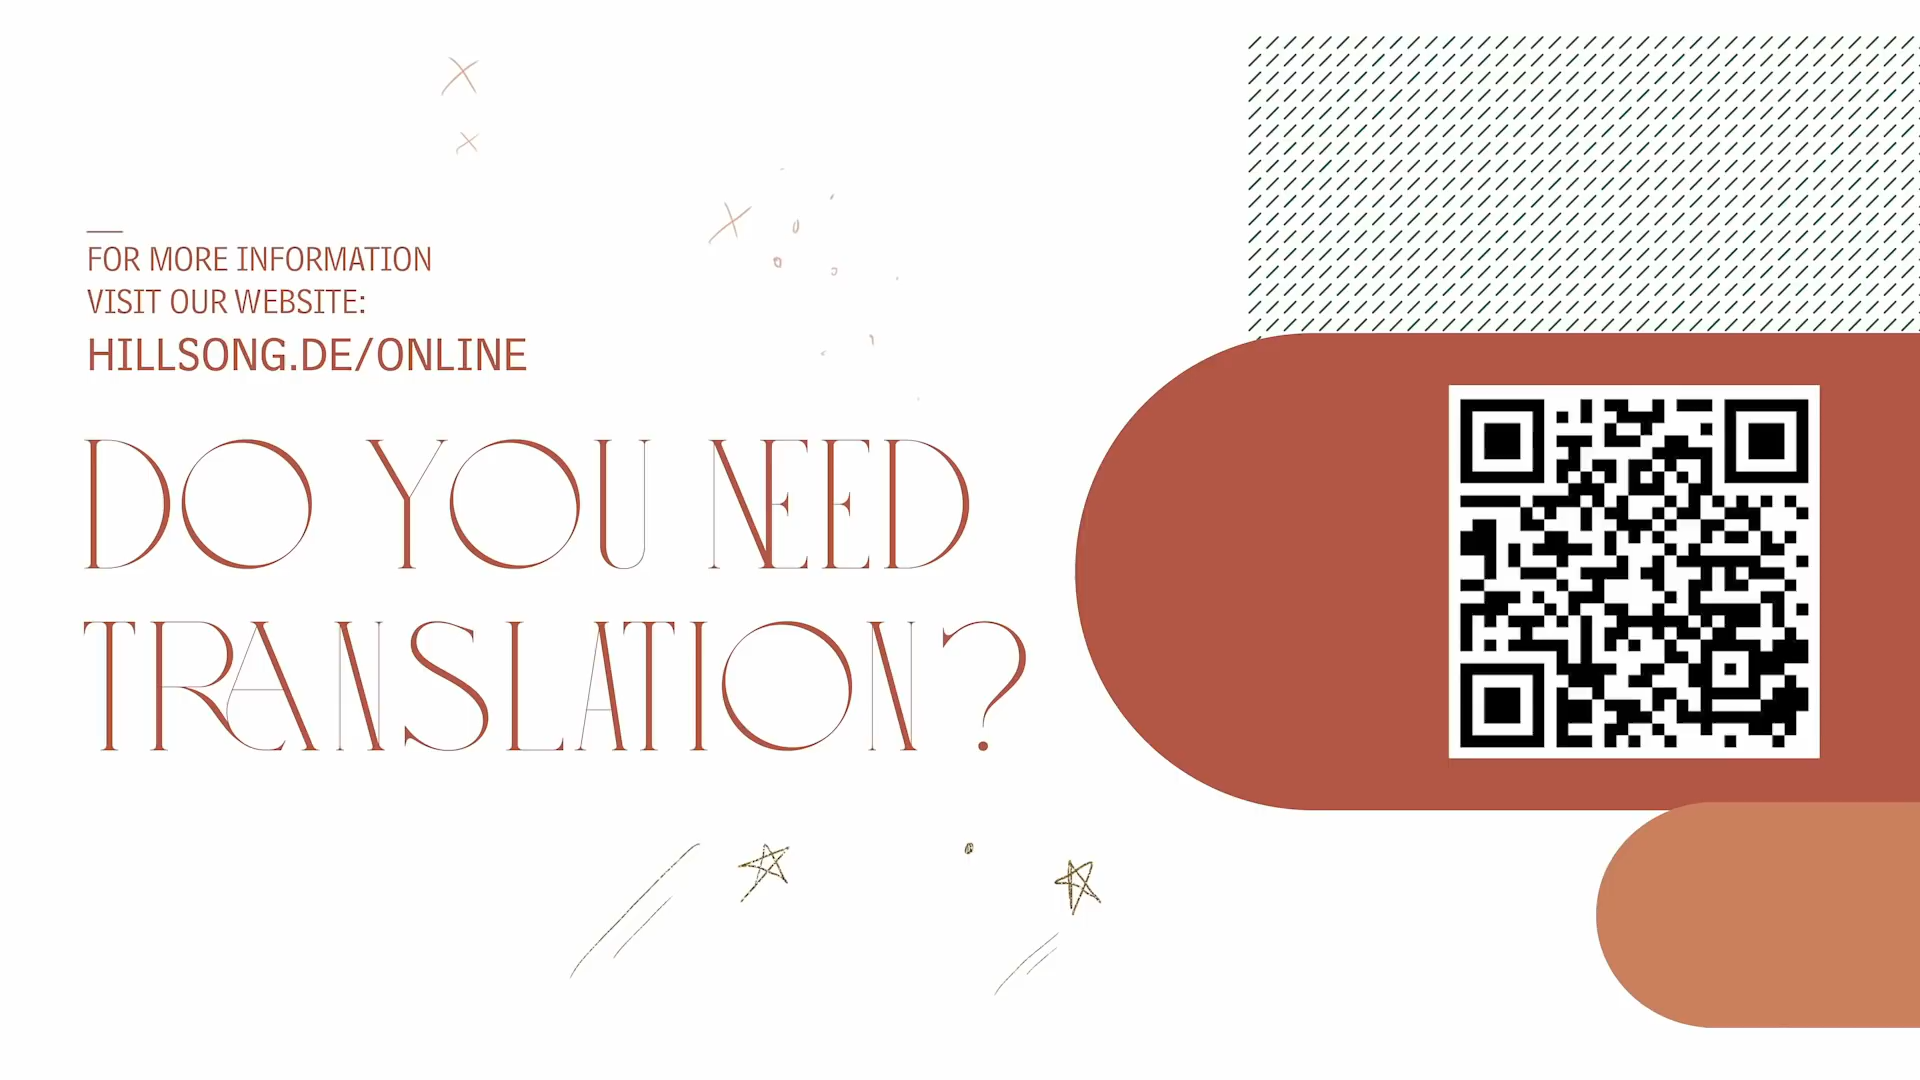 FOR MORE INFORMATION
VISIT OUR WEBSITE:
HILLSONG.DE/ONLINE
DO YOU NEED
TRANSLATION?